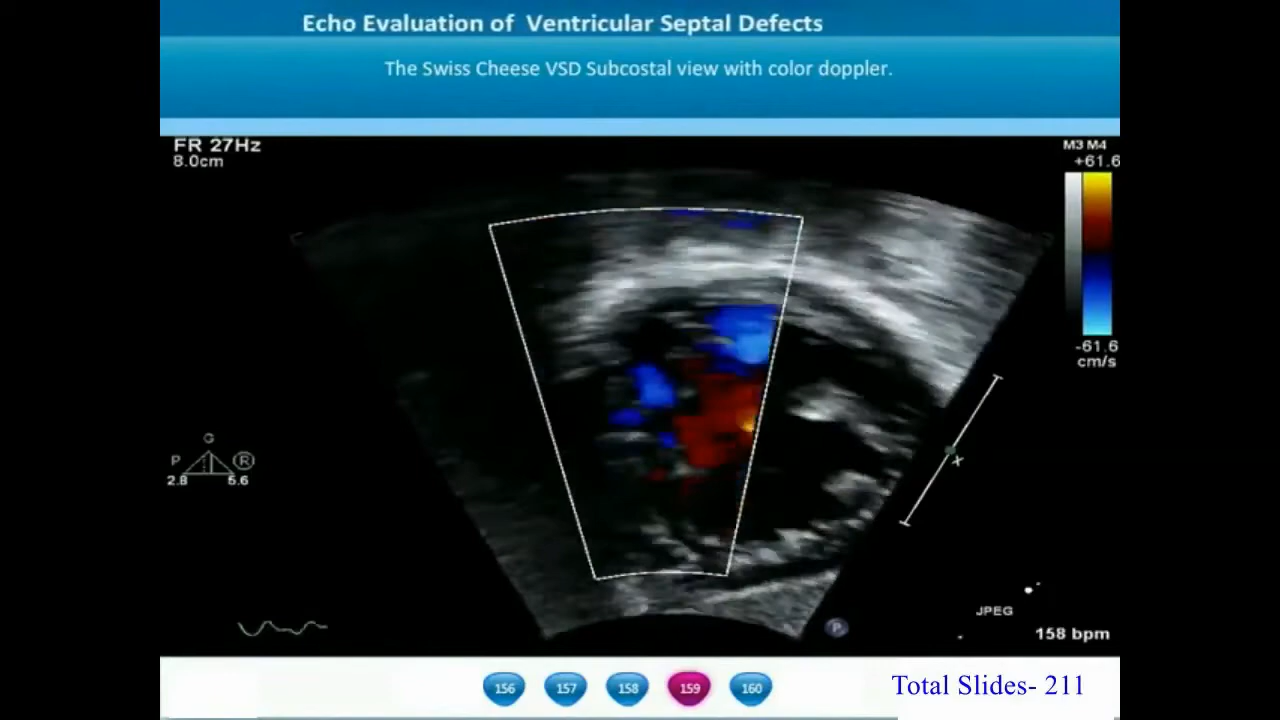 Echo Evaluation of Ventricular Septal Defects
The Swiss Cheese VSD Subcostal view with color doppler.
FR 27Hz
8.0cm
M3 M4
+61.6
-61.6
cm/s
G
P R
2.8 5.6
x
P
JPEG
158 bpm
156 157 158 159 160
Total Slides- 211